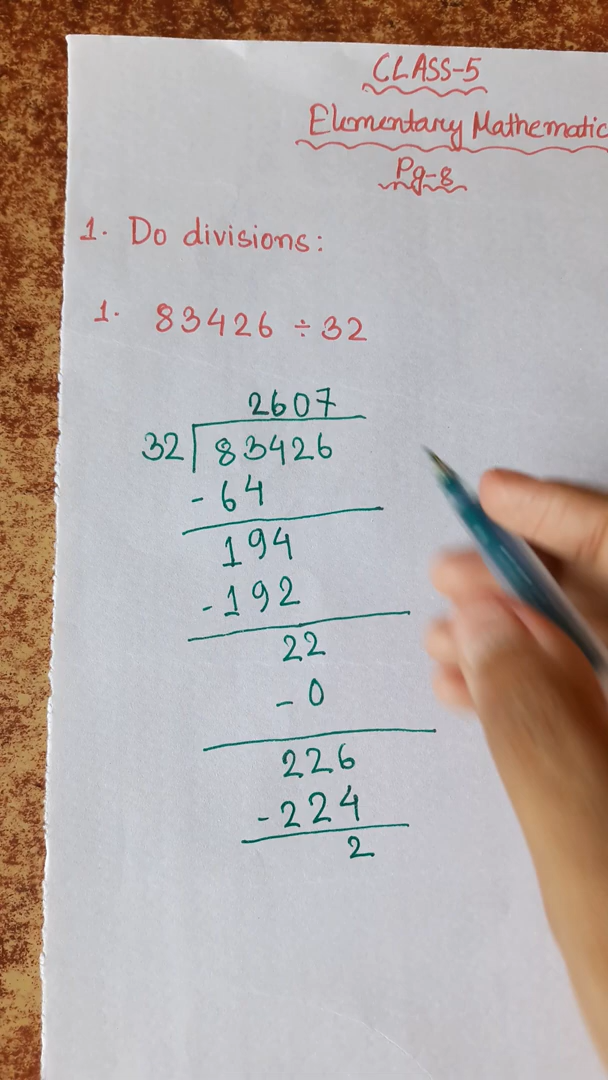 CLASS-5
Elementary Mathematic
Pg-8
1. Do divisions:
1. 83426 ÷ 32
2607
32 83426
- 64
194
- 192
22
- 0
226
- 224
2